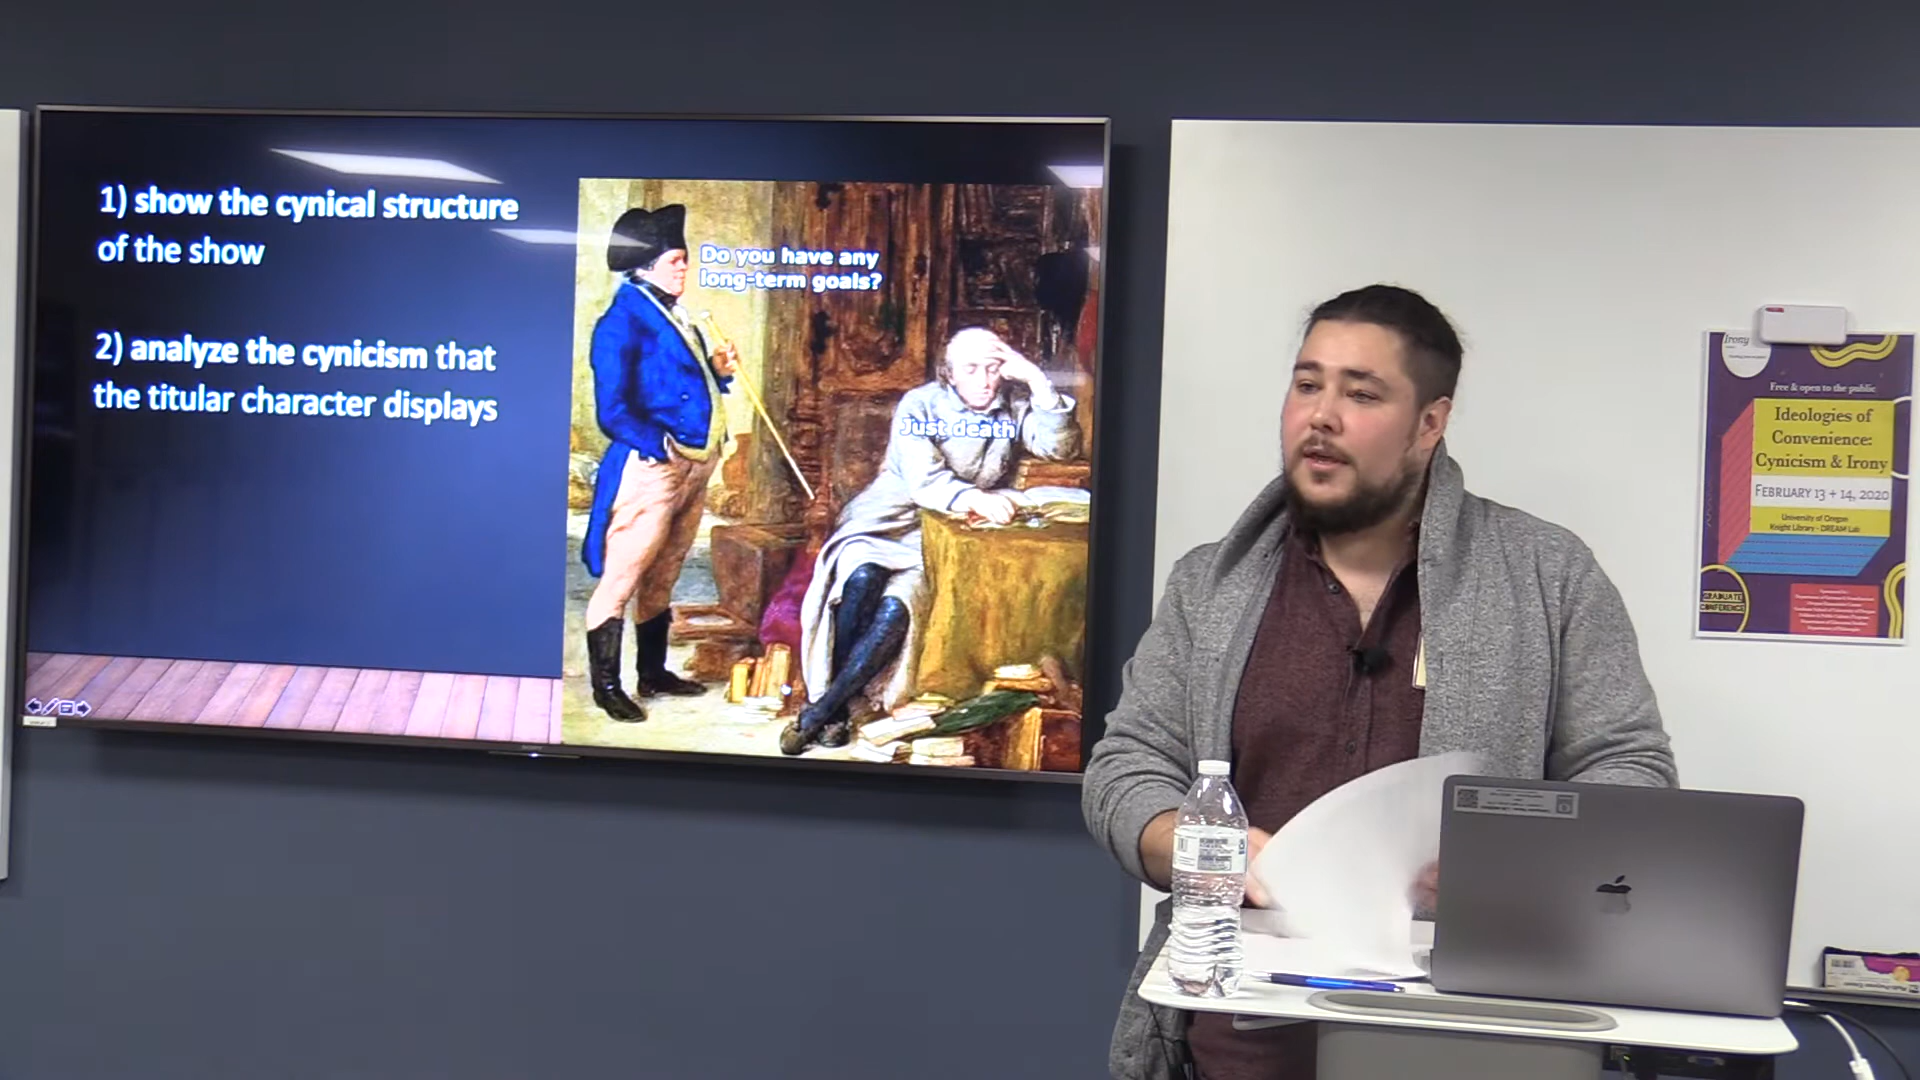 1) show the cynical structure
of the show
2) analyze the cynicism that
the titular character displays
Do you have any
long-term goals?
Just death
Irony
Free & open to the public
Ideologies of
Convenience:
Cynicism & Irony
FEBRUARY 13 + 14, 2020
University of Oregon
Knight Library - DREAM Lab
GRADUATE
CONFERENCE